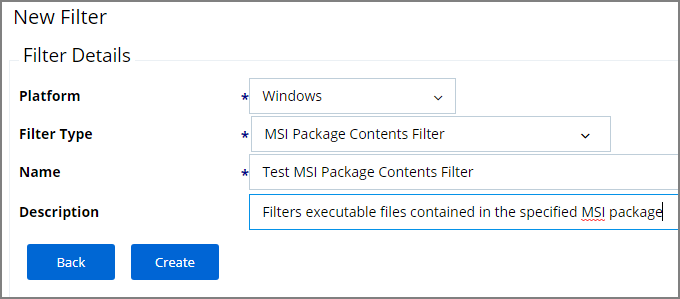 New Filter
Filter Details
Platform * Windows
Filter Type * MSI Package Contents Filter
Name * Test MSI Package Contents Filter
Description Filters executable files contained in the specified MSI package
Back Create